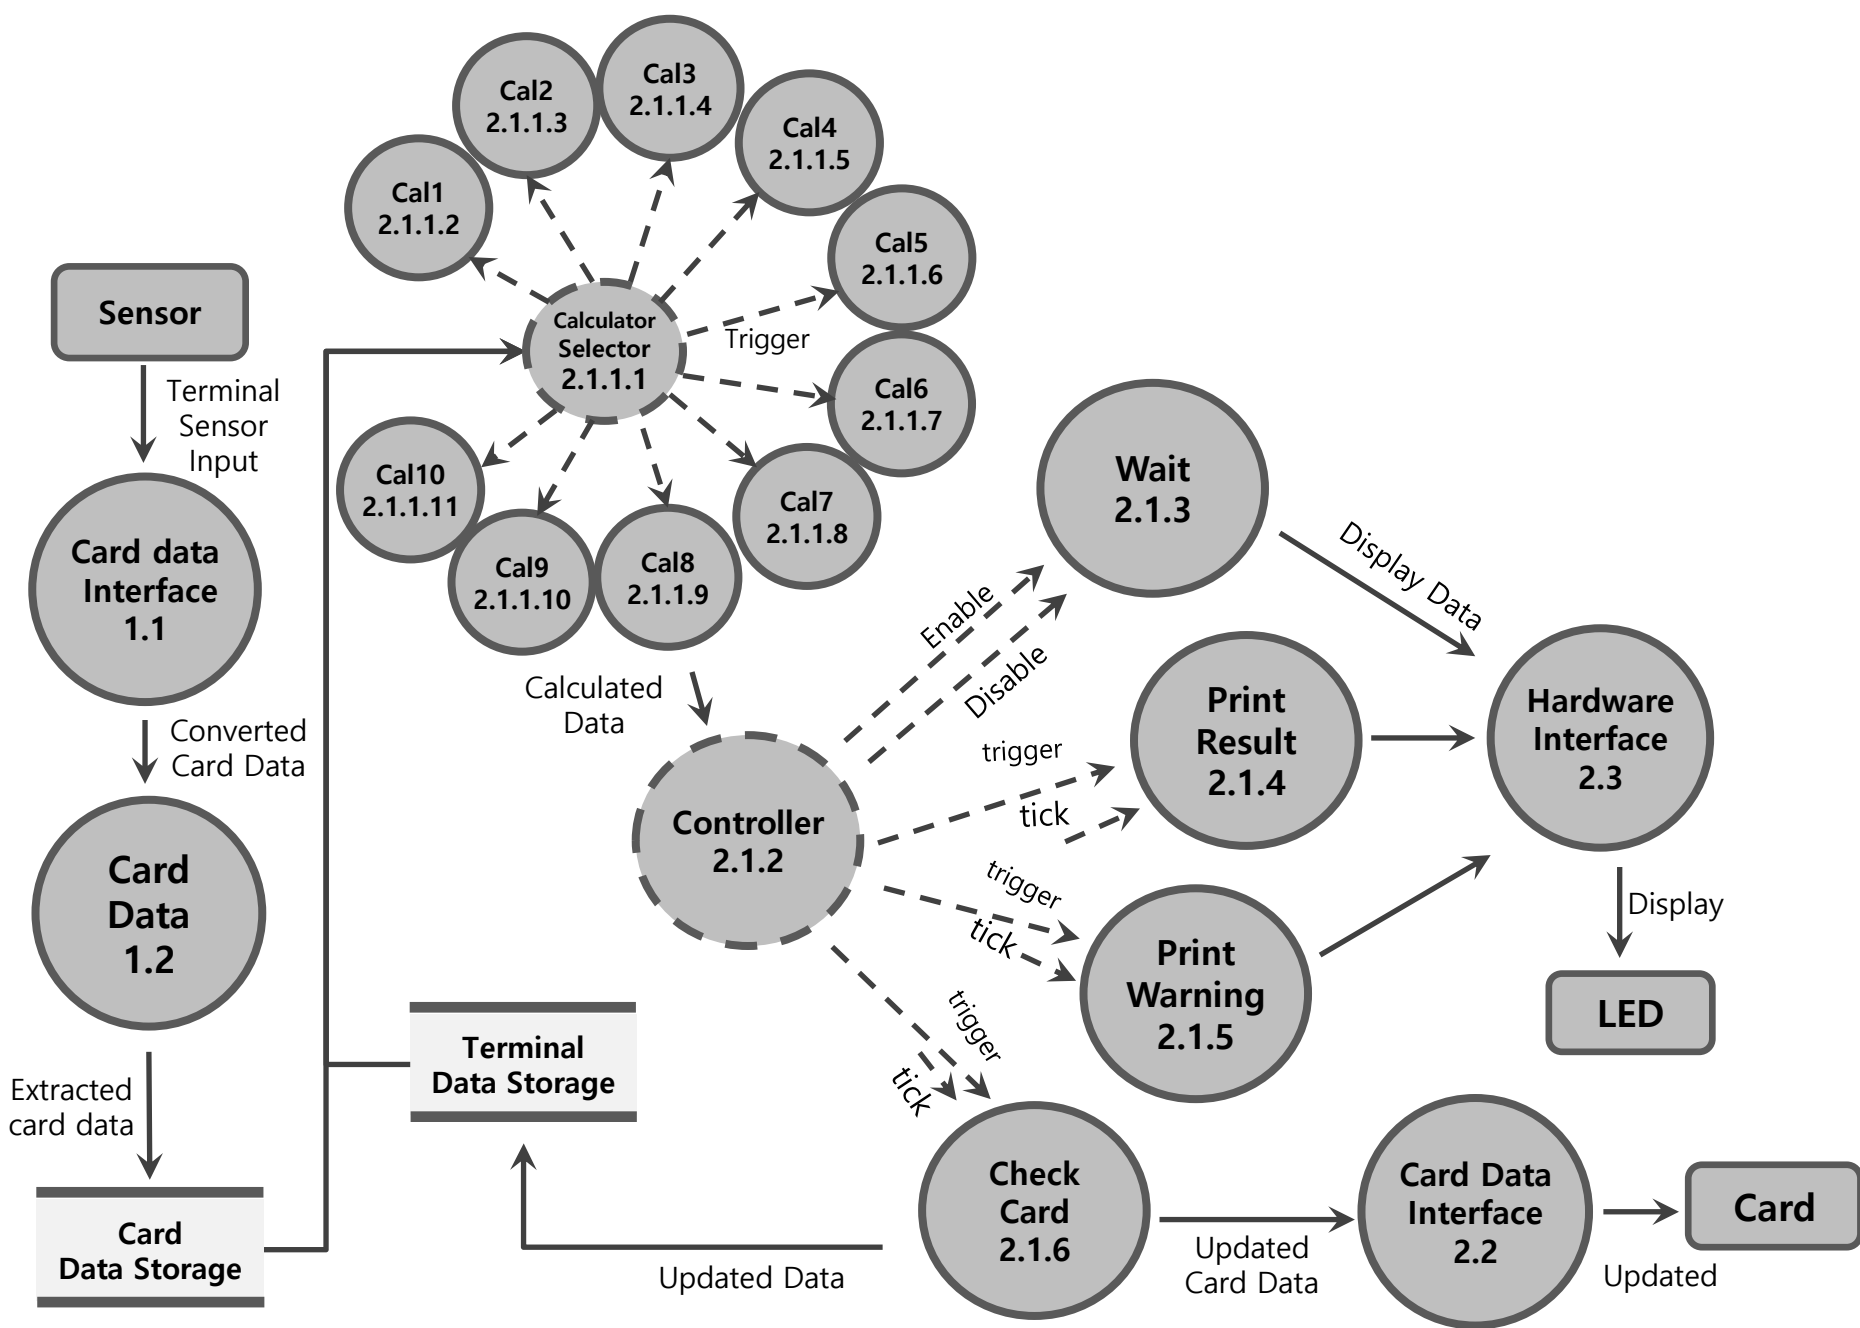 Cal3
2.1.1.4
Cal2
2.1.1.3
Cal4
2.1.1.5
Cal1
2.1.1.2
Cal5
2.1.1.6
Sensor
Calculator
Selector
2.1.1.1
Trigger
Terminal
Sensor
Input
Cal6
2.1.1.7
Cal10
2.1.1.11
Cal7
2.1.1.8
Cal9
2.1.1.10
Cal8
2.1.1.9
Wait
2.1.3
Card data
Interface
1.1
Display Data
Enable
Disable
Calculated
Data
Converted
Card Data
Print
Result
2.1.4
Hardware
Interface
2.3
trigger
tick
Controller
2.1.2
Card
Data
1.2
trigger
tick
Print
Warning
2.1.5
Display
LED
trigger
tick
Terminal
Data Storage
Extracted
card data
Check
Card
2.1.6
Card Data
Interface
2.2
Card
Card
Data Storage
Updated Data
Updated
Card Data
Updated